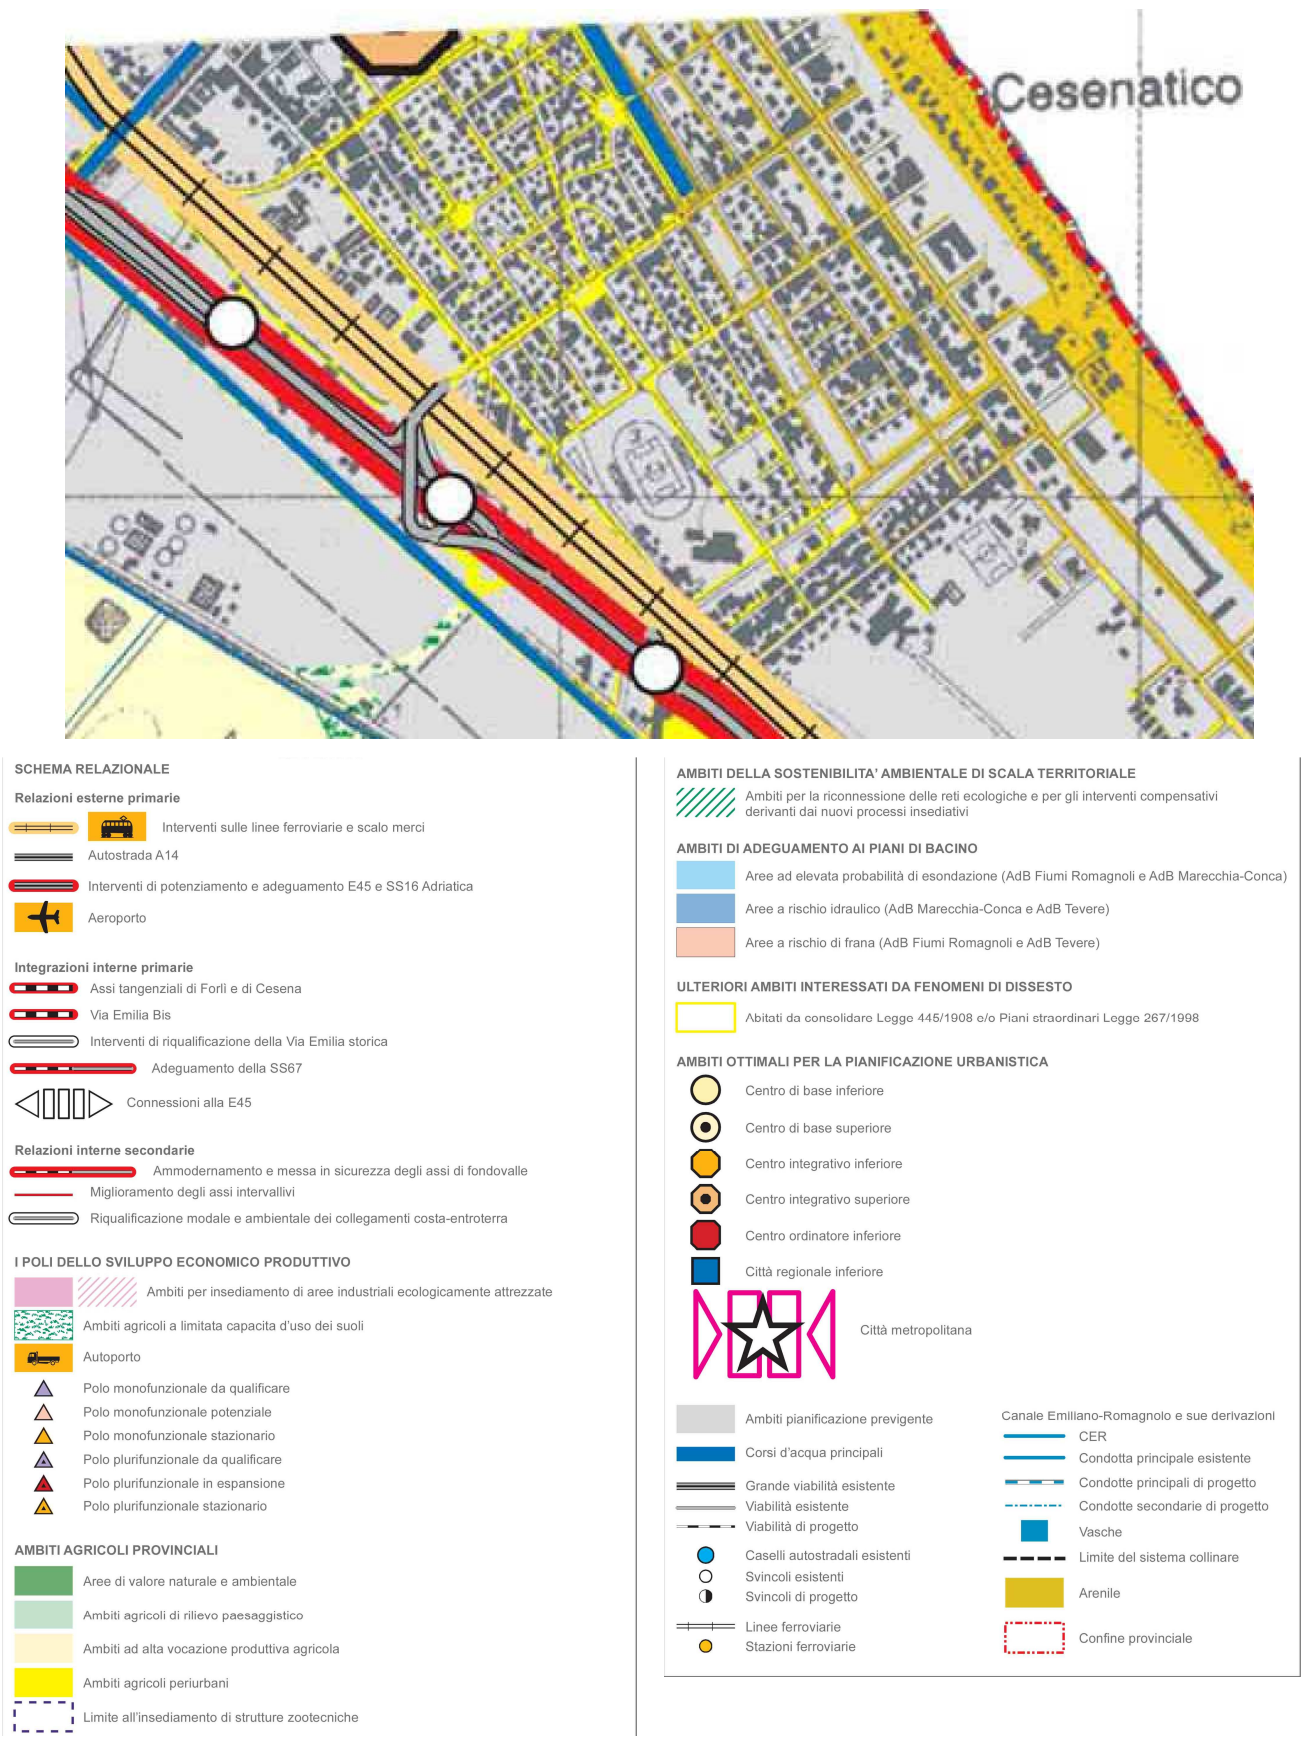 Cesenatico
SCHEMA RELAZIONALE
Relazioni esterne primarie
Interventi sulle linee ferroviarie e scalo merci
Autostrada A14
Interventi di potenziamento e adeguamento E45 e SS16 Adriatica
Aeroporto
Integrazioni interne primarie
Assi tangenziali di Forlì e di Cesena
Via Emilia Bis
Interventi di riqualificazione della Via Emilia storica
Adeguamento della SS67
Connessioni alla E45
Relazioni interne secondarie
Ammodernamento e messa in sicurezza degli assi di fondovalle
Miglioramento degli assi intervallivi
Riqualificazione modale e ambientale dei collegamenti costa-entroterra
I POLI DELLO SVILUPPO ECONOMICO PRODUTTIVO
Ambiti per insediamento di aree industriali ecologicamente attrezzate
Ambiti agricoli a limitata capacita d'uso dei suoli
Autoporto
Polo monofunzionale da qualificare
Polo monofunzionale potenziale
Polo monofunzionale stazionario
Polo plurifunzionale da qualificare
Polo plurifunzionale in espansione
Polo plurifunzionale stazionario
AMBITI AGRICOLI PROVINCIALI
Aree di valore naturale e ambientale
Ambiti agricoli di rilievo paesaggistico
Ambiti ad alta vocazione produttiva agricola
Ambiti agricoli periurbani
Limite all'insediamento di strutture zootecniche
AMBITI DELLA SOSTENIBILITA' AMBIENTALE DI SCALA TERRITORIALE
Ambiti per la riconnessione delle reti ecologiche e per gli interventi compensativi
derivanti dai nuovi processi insediativi
AMBITI DI ADEGUAMENTO AI PIANI DI BACINO
Aree ad elevata probabilità di esondazione (AdB Fiumi Romagnoli e AdB Marecchia-Conca)
Aree a rischio idraulico (AdB Marecchia-Conca e AdB Tevere)
Aree a rischio di frana (AdB Fiumi Romagnoli e AdB Tevere)
ULTERIORI AMBITI INTERESSATI DA FENOMENI DI DISSESTO
Abitati da consolidare Legge 445/1908 e/o Piani straordinari Legge 267/1998
AMBITI OTTIMALI PER LA PIANIFICAZIONE URBANISTICA
Centro di base inferiore
Centro di base superiore
Centro integrativo inferiore
Centro integrativo superiore
Centro ordinatore inferiore
Città regionale inferiore
Città metropolitana
Ambiti pianificazione previgente
Corsi d'acqua principali
Grande viabilità esistente
Viabilità esistente
Viabilità di progetto
Caselli autostradali esistenti
Svincoli esistenti
Svincoli di progetto
Linee ferroviarie
Stazioni ferroviarie
Canale Emiliano-Romagnolo e sue derivazioni
CER
Condotta principale esistente
Condotte principali di progetto
Condotte secondarie di progetto
Vasche
Limite del sistema collinare
Arenile
Confine provinciale